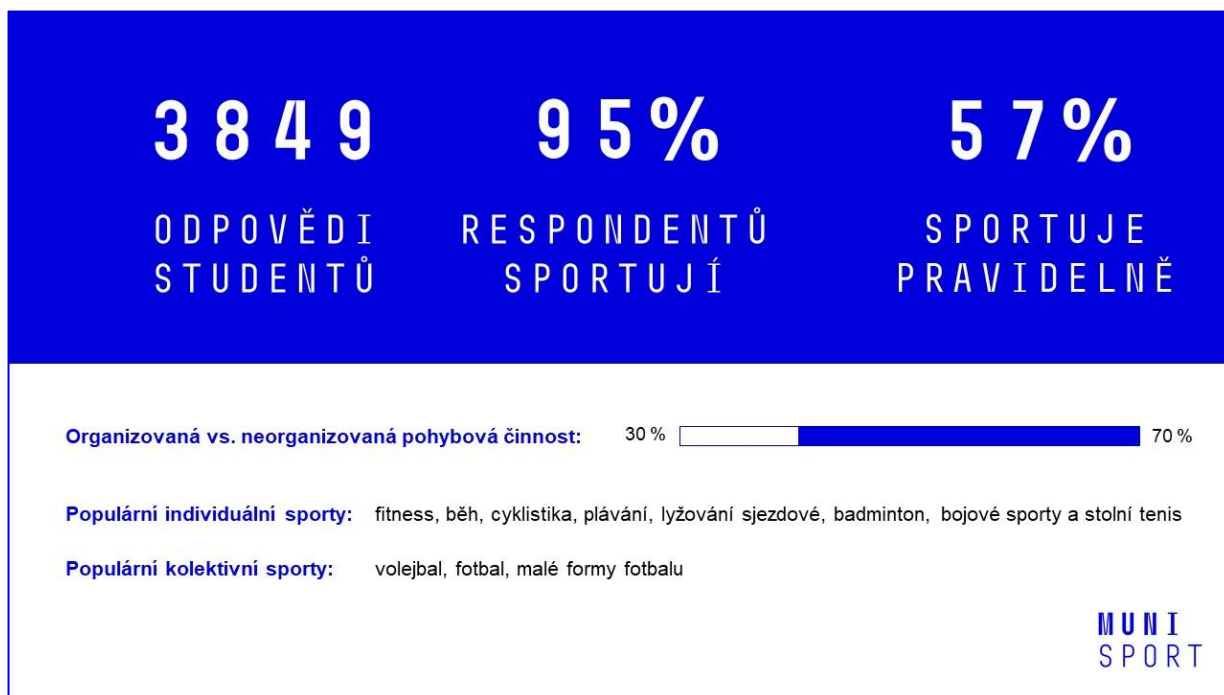 3849 95% 57%
ODPOVĚDI RESPONDENTŮ SPORTUJE
STUDENTŮ SPORTUJÍ PRAVIDELNĚ
Organizovaná vs. neorganizovaná pohybová činnost: 30 % 70 %
Populární individuální sporty: fitness, běh, cyklistika, plávání, lyžování sjezdové, badminton, bojové sporty a stolní tenis
Populární kolektivní sporty: volejbal, fotbal, malé formy fotbalu
MUNI
SPORT